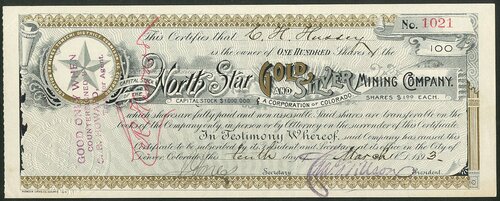 No. 1021
This Certifies that C. H. Hussey
is the owner of ONE HUNDRED Shares of the
100
CAPITAL STOCK
OF THE
North Star GOLD AND SILVER MINING COMPANY.
CAPITAL STOCK $1,000,000. A CORPORATION OF COLORADO. SHARES $1.00 EACH.
which shares are fully paid and non assessable. Said shares are transferable on the
books of the Company only, in person or by Attorney on the surrender of this Certificate.
In Testimony Whereof, said Company has caused this
Certificate to be subscribed by its President and Secretary at its office in the City of
Denver, Colorado, this tenth day of March
Secretary
President
GOOD ONLY WHEN
COUNTERSIGNED